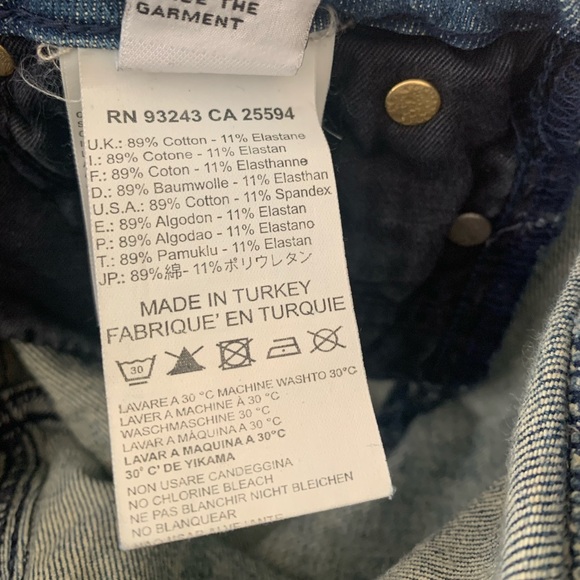 THE
GARMENT
RN 93243 CA 25594
U.K.: 89% Cotton - 11% Elastane
I.: 89% Cotone - 11% Elastan
F.: 89% Coton - 11% Elasthanne
D.: 89% Baumwolle - 11% Elasthan
U.S.A.: 89% Cotton - 11% Spandex
E.: 89% Algodon - 11% Elastan
P.: 89% Algodao - 11% Elastano
T.: 89% Pamuklu - 11% Elastan
JP.: 89%綿- 11%ポリウレタン
MADE IN TURKEY
FABRIQUE' EN TURQUIE
30
LAVARE A 30 °C MACHINE WASHTO 30°C
LAVER A MACHINE À 30 °C
WASCHMASCHINE 30 °C
LAVAR A MÁQUINA A 30°C
LAVAR A MAQUINA A 30°C
30° C' DE YIKAMA
NON USARE CANDEGGINA
NO CHLORINE BLEACH
NE PAS BLANCHIR NICHT BLEICHEN
NO BLANQUEAR